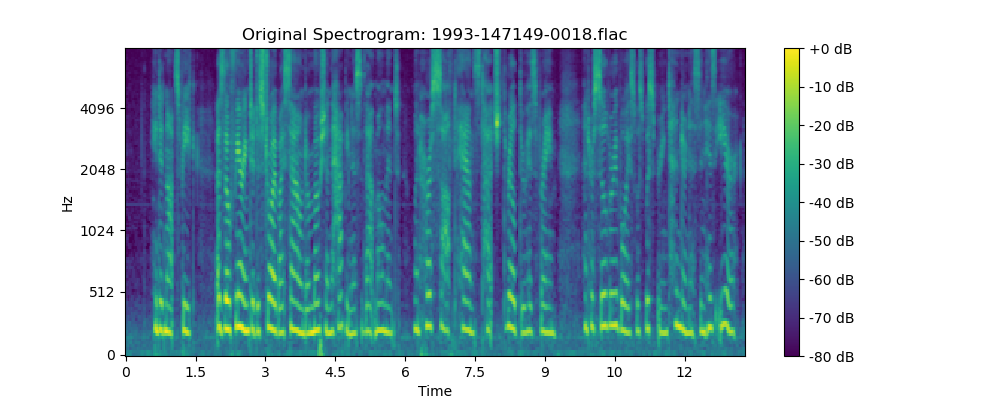 Original Spectrogram: 1993-147149-0018.flac
Hz
4096
2048
1024
512
0
0 1.5 3 4.5 6 7.5 9 10 12
Time
+0 dB
-10 dB
-20 dB
-30 dB
-40 dB
-50 dB
-60 dB
-70 dB
-80 dB